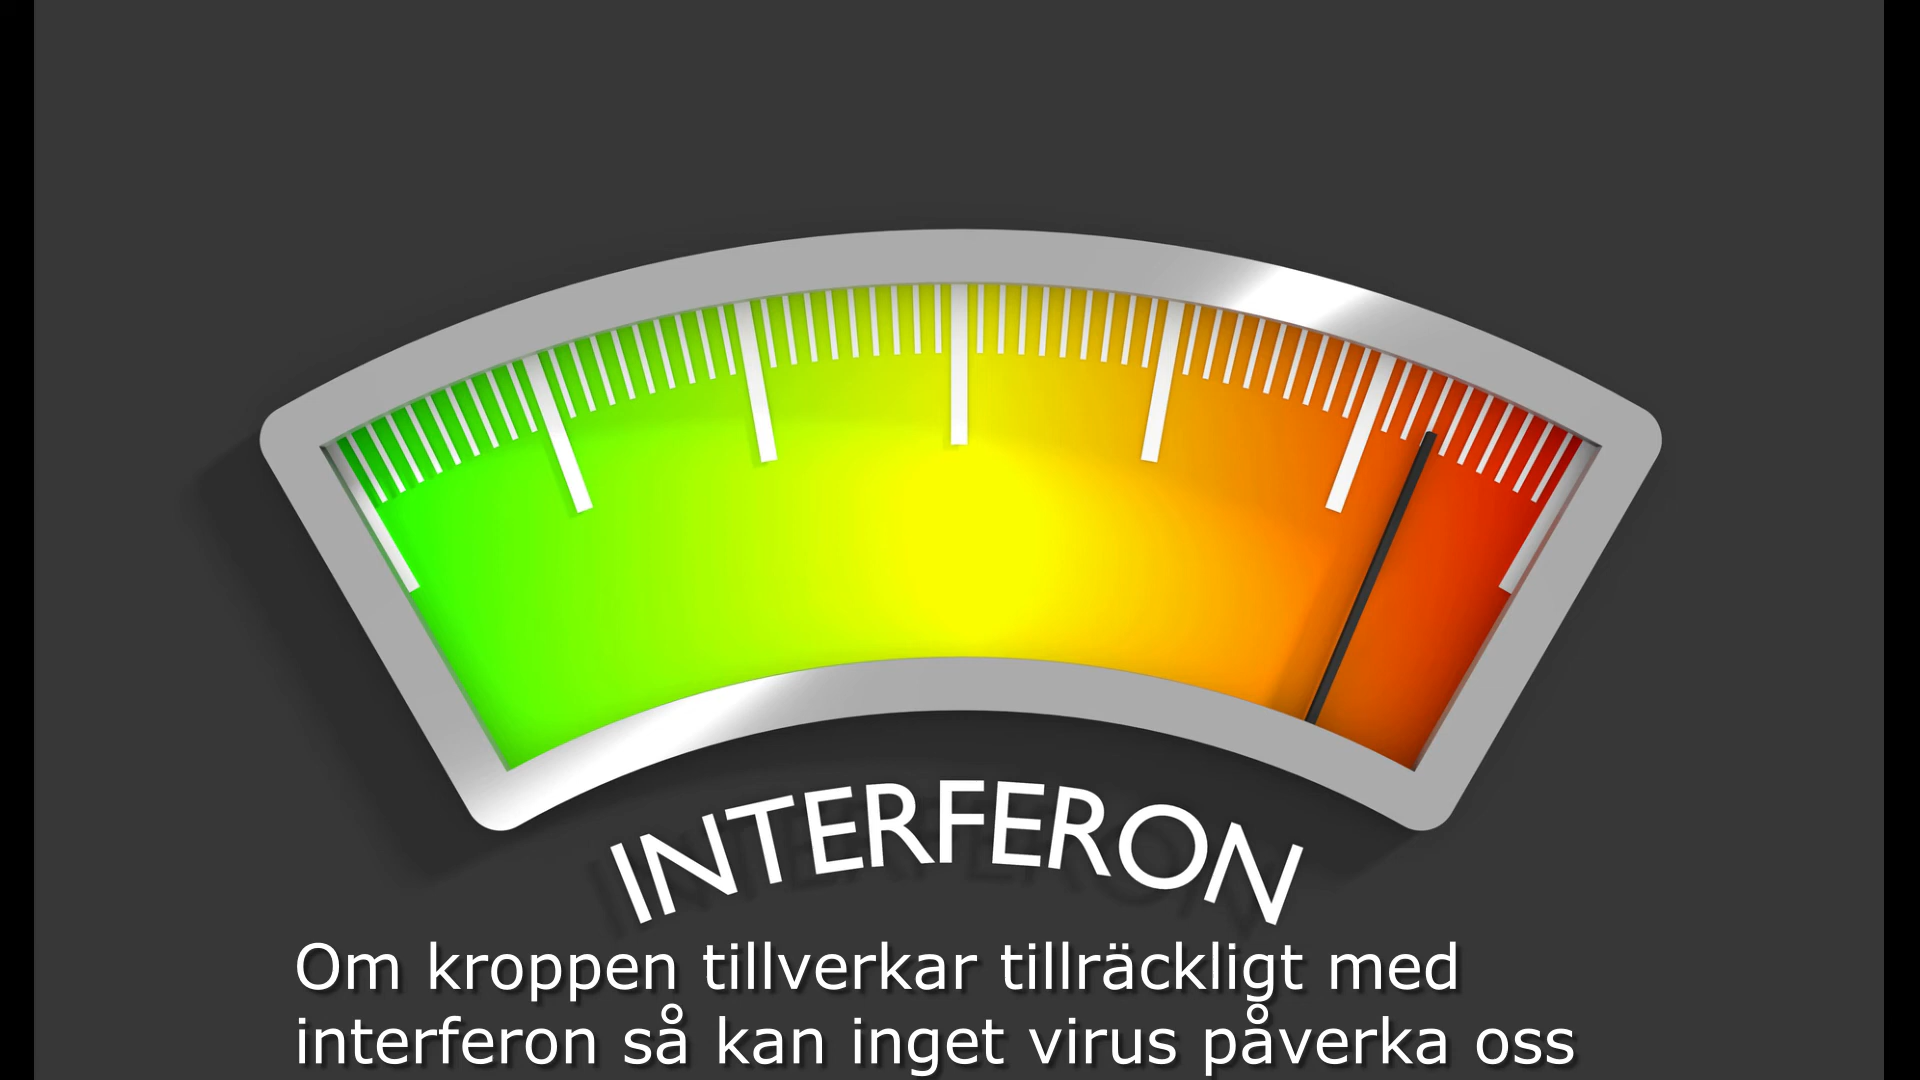 INTERFERON
Om kroppen tillverkar tillräckligt med
interferon så kan inget virus påverka oss